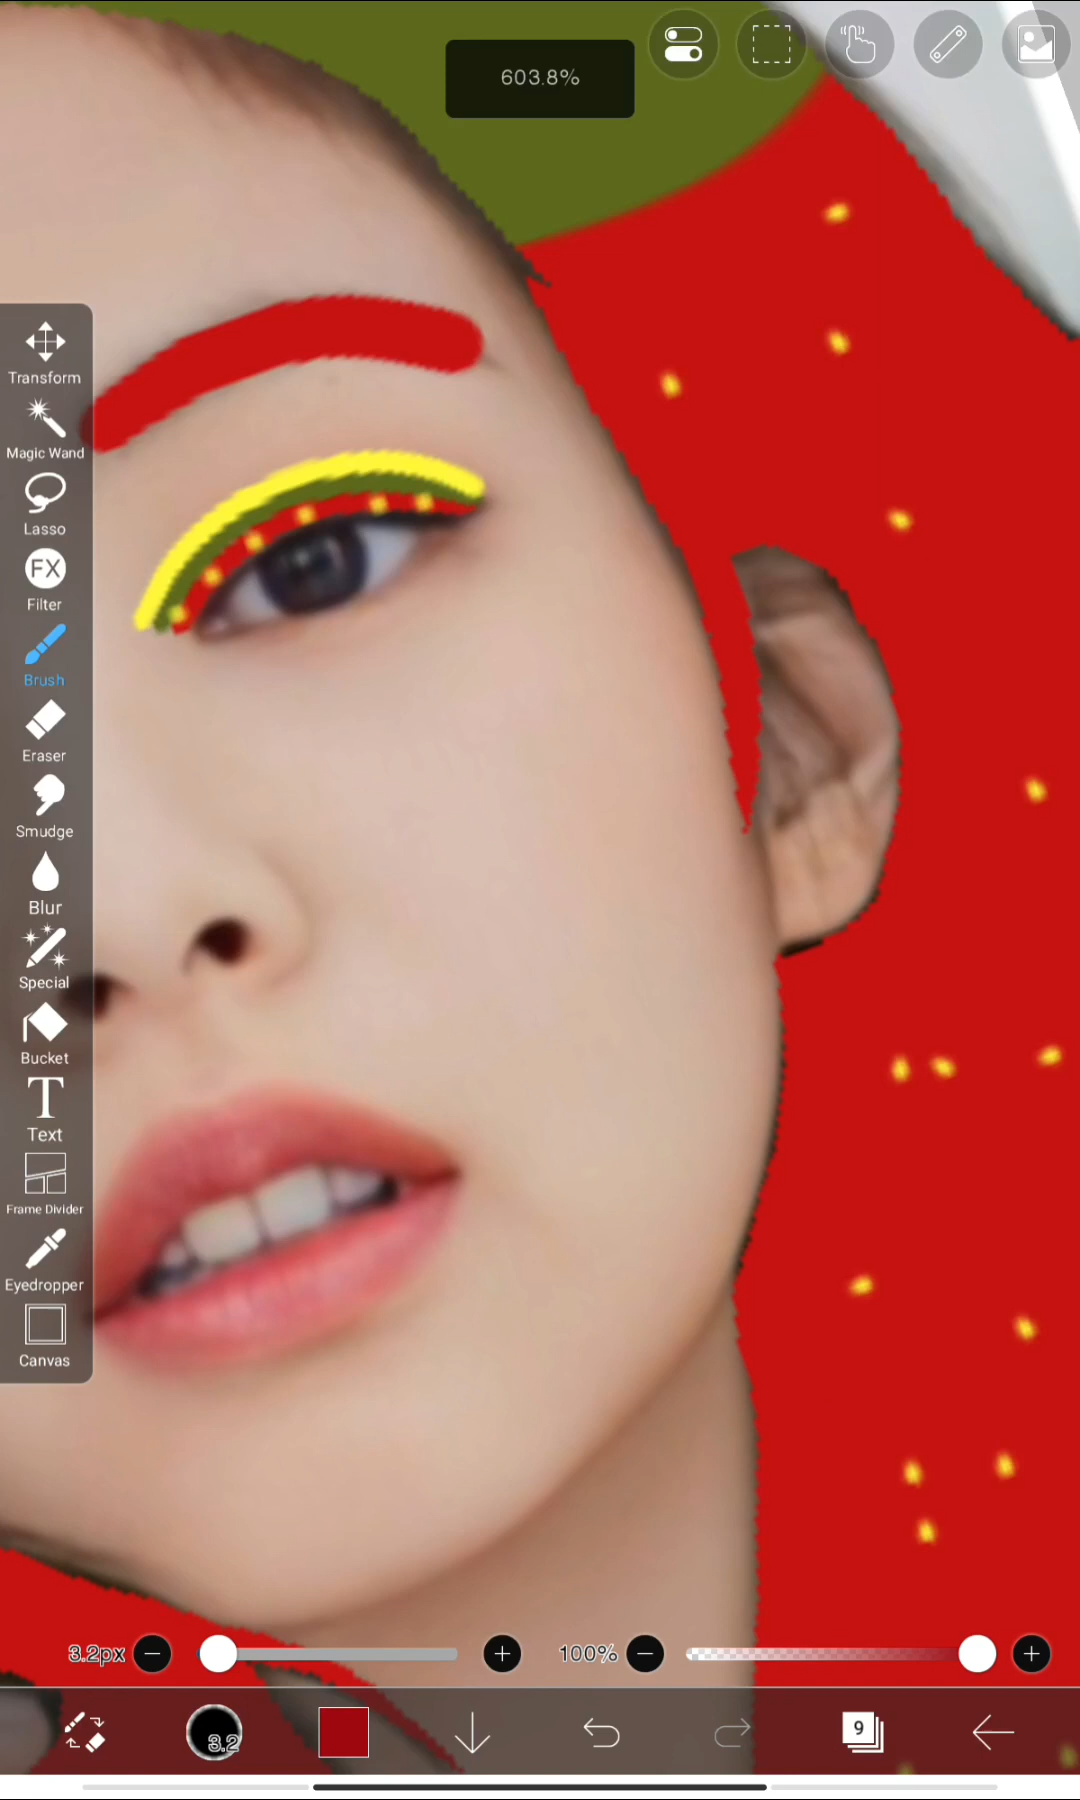 603.8%
Transform
Magic Wand
Lasso
FX
Filter
Brush
Eraser
Smudge
Blur
Special
Bucket
T
Text
Frame Divider
Eyedropper
Canvas
3.2px
100%
3.2
9